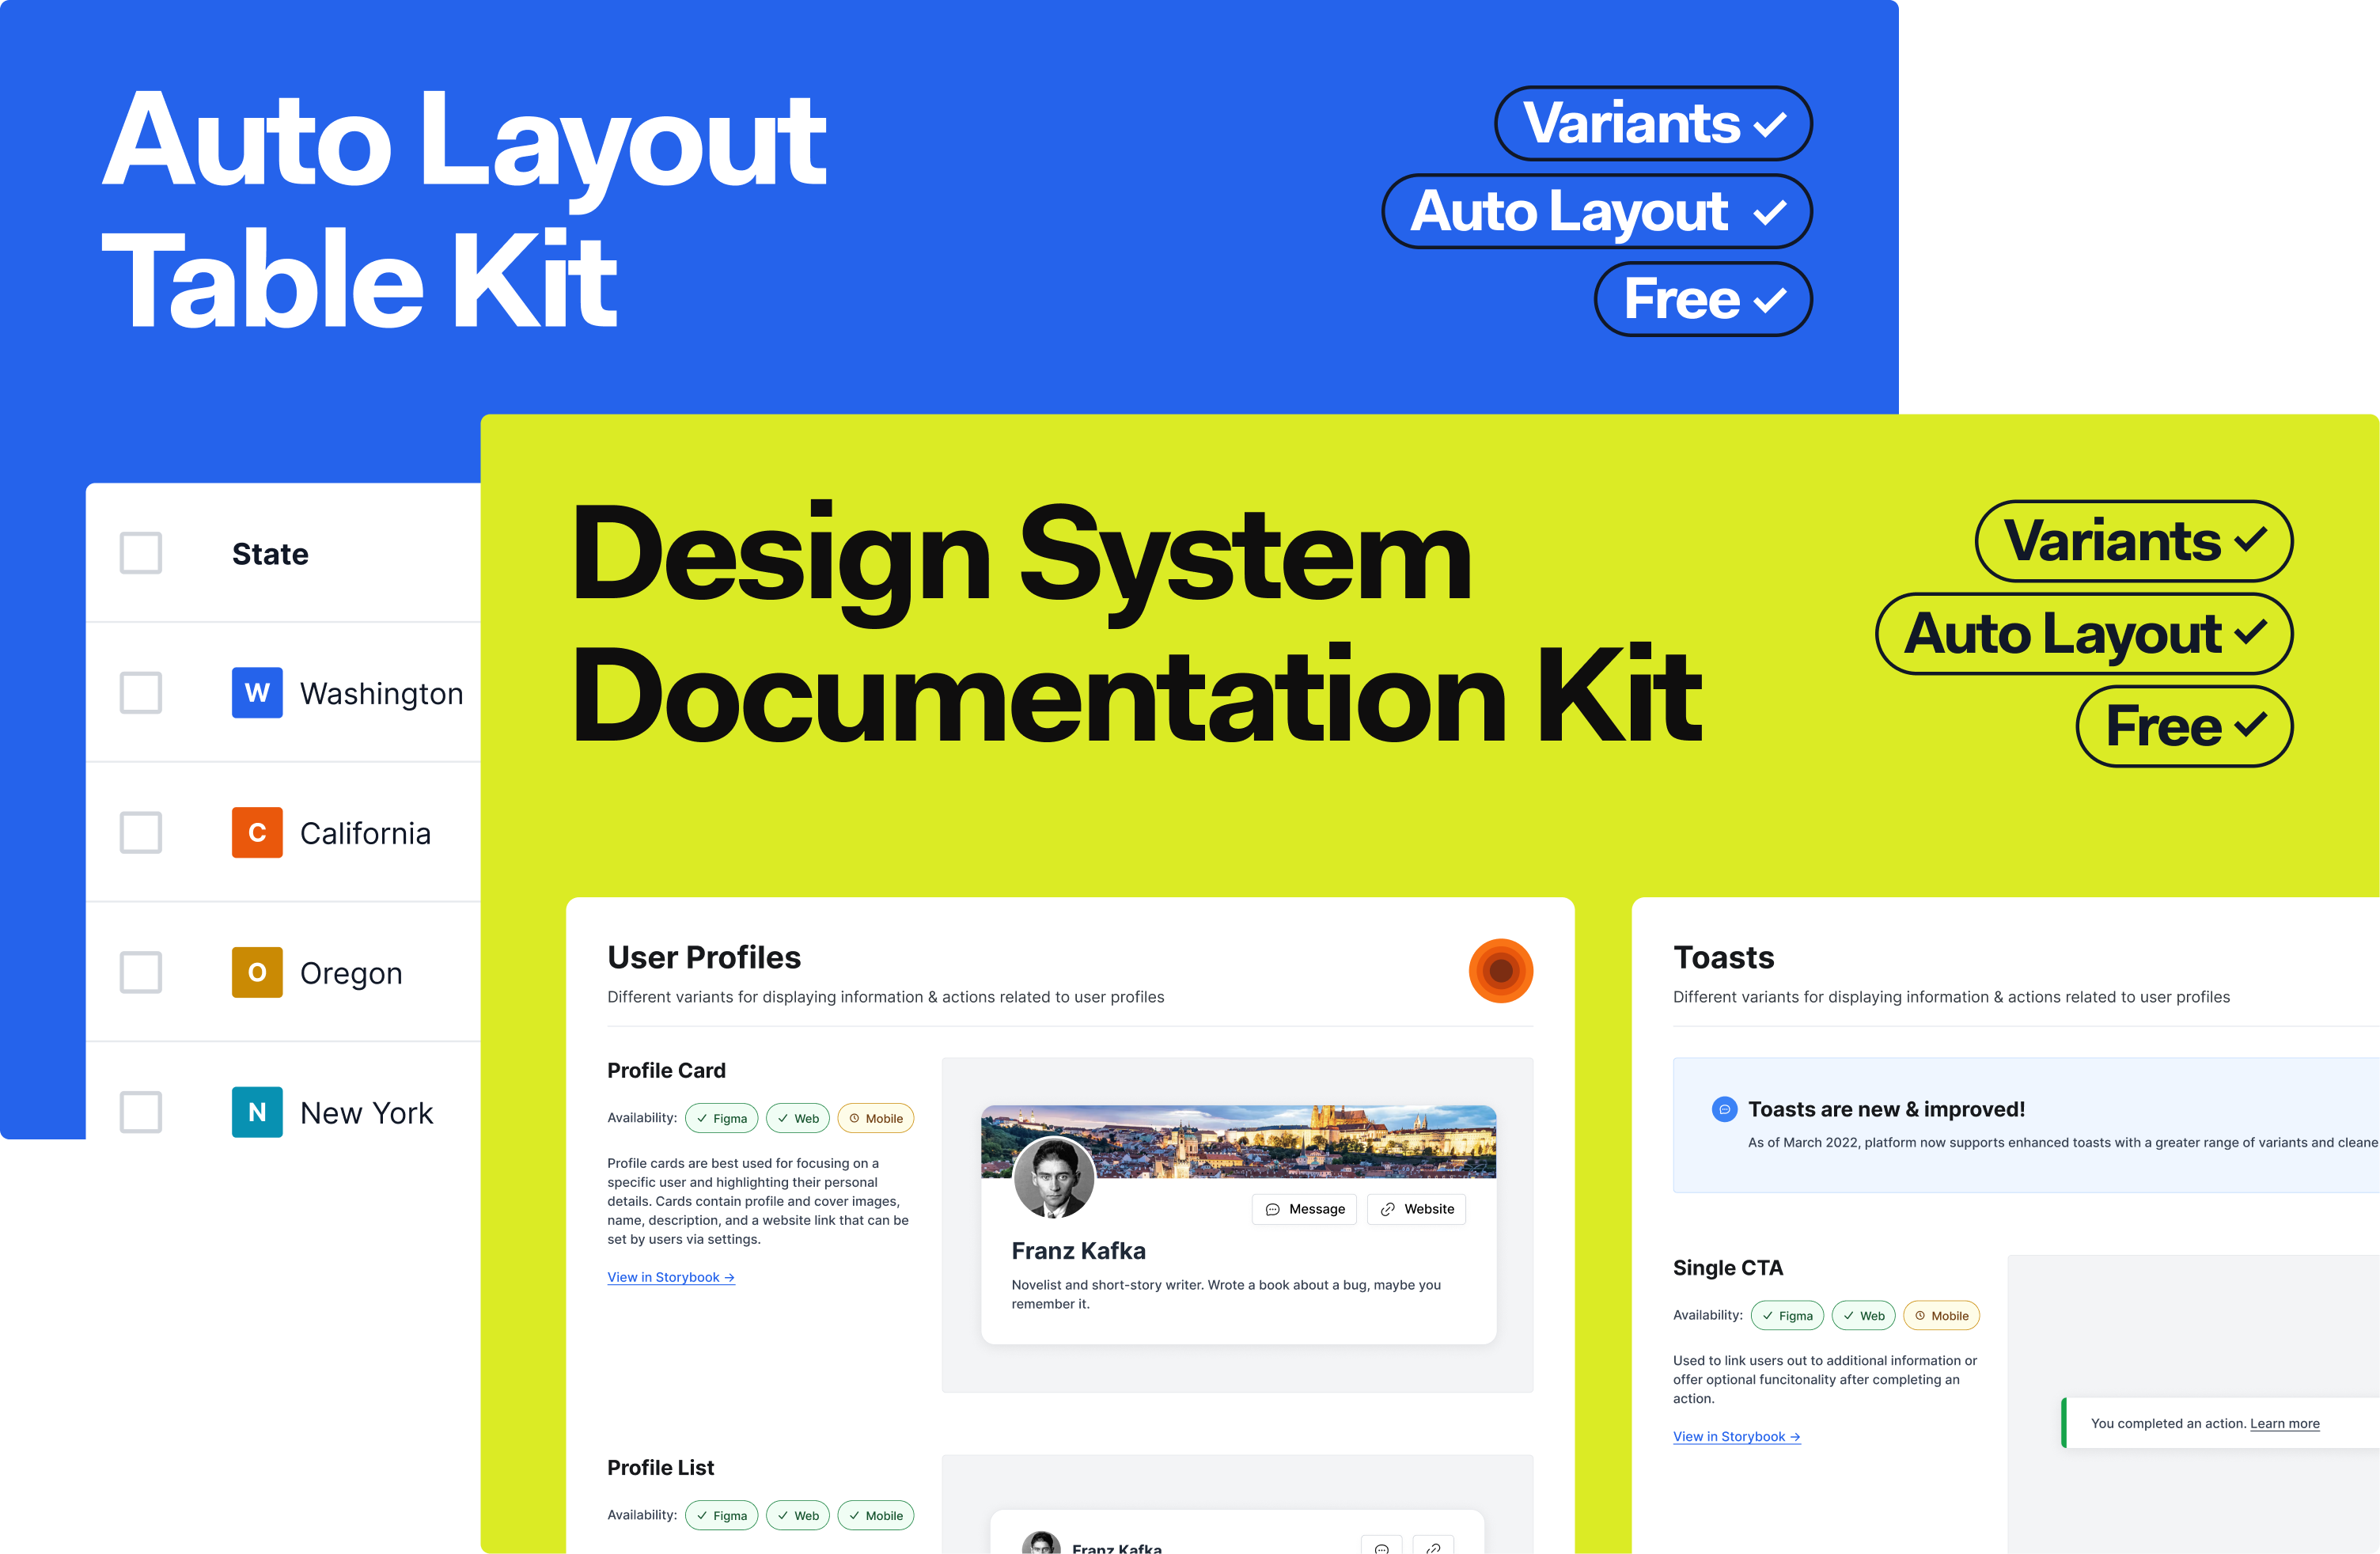 Auto Layout
Table Kit
Variants
Auto Layout
Free
State
W Washington
C California
O Oregon
N New York
Design System
Documentation Kit
Variants
Auto Layout
Free
User Profiles
Different variants for displaying information & actions related to user profiles
Profile Card
Availability: Figma Web Mobile
Profile cards are best used for focusing on a
specific user and highlighting their personal
details. Cards contain profile and cover images,
name, description, and a website link that can be
set by users via settings.
View in Storybook →
Message Website
Franz Kafka
Novelist and short-story writer. Wrote a book about a bug, maybe you
remember it.
Profile List
Availability: Figma Web Mobile
Franz Kafka
Toasts
Different variants for displaying information & actions related to user profiles
Toasts are new & improved!
As of March 2022, platform now supports enhanced toasts with a greater range of variants and cleane
Single CTA
Availability: Figma Web Mobile
Used to link users out to additional information or
offer optional funcitonality after completing an
action.
View in Storybook →
You completed an action. Learn more